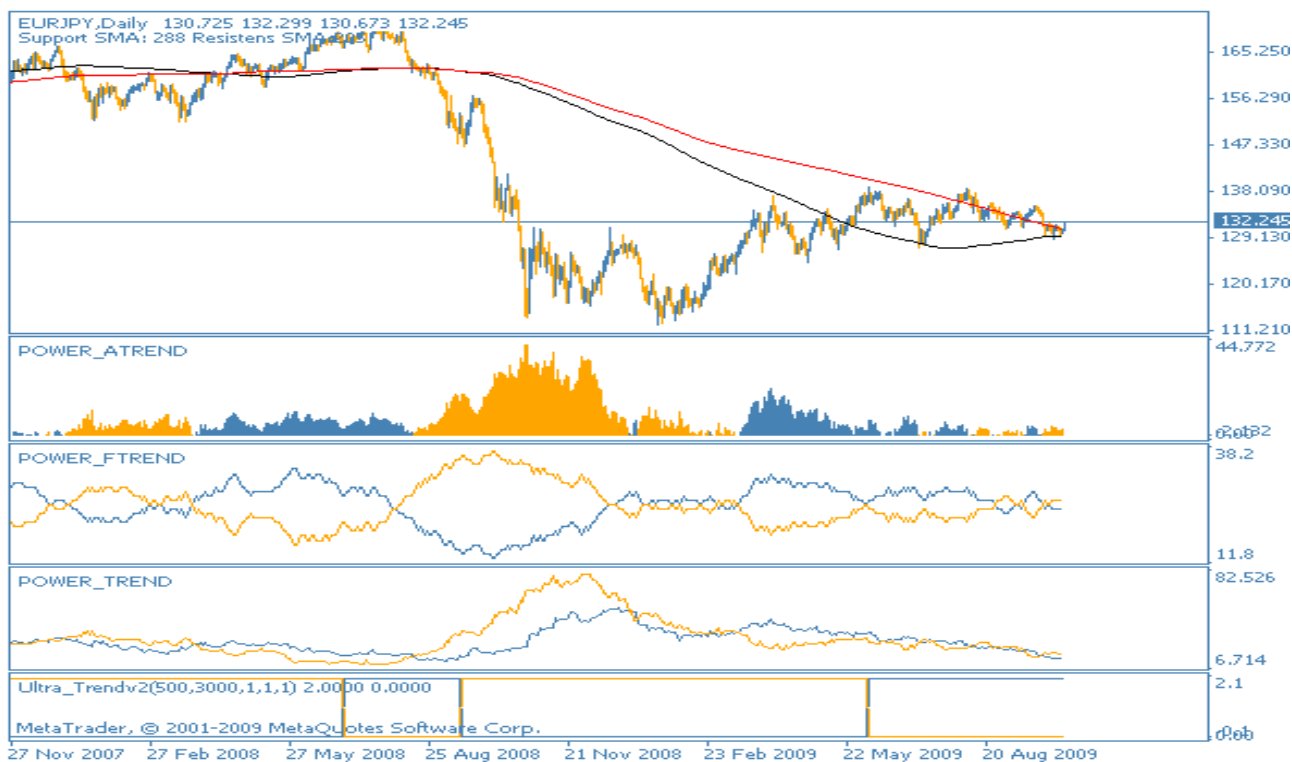 EURJPY,Daily 130.725 132.299 130.673 132.245
Support SMA: 288 Resistens SMA
165.250
156.290
147.330
138.090
132.245
129.130
120.170
111.210
POWER_ATREND
44.772
0.00
POWER_FTREND
38.2
11.8
POWER_TREND
82.526
6.714
Ultra_Trendv2(500,3000,1,1,1) 2.0000 0.0000
2.1
MetaTrader, © 2001-2009 MetaQuotes Software Corp.
0.00
27 Nov 2007 27 Feb 2008 27 May 2008 25 Aug 2008 21 Nov 2008 23 Feb 2009 22 May 2009 20 Aug 2009